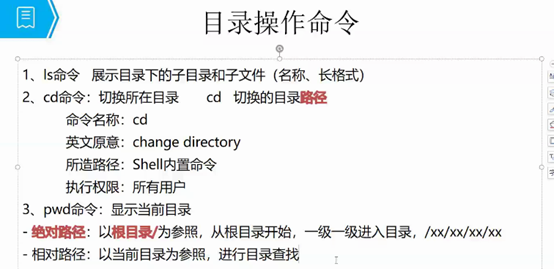 目录操作命令
1、ls命令 展示目录下的子目录和子文件（名称、长格式）
2、cd命令：切换所在目录 cd 切换的目录路径
命令名称：cd
英文原意：change directory
所造路径：Shell内置命令
执行权限：所有用户
3、pwd命令：显示当前目录
- 绝对路径：以根目录/为参照，从根目录开始，一级一级进入目录，/xx/xx/xx/xx
- 相对路径：以当前目录为参照，进行目录查找